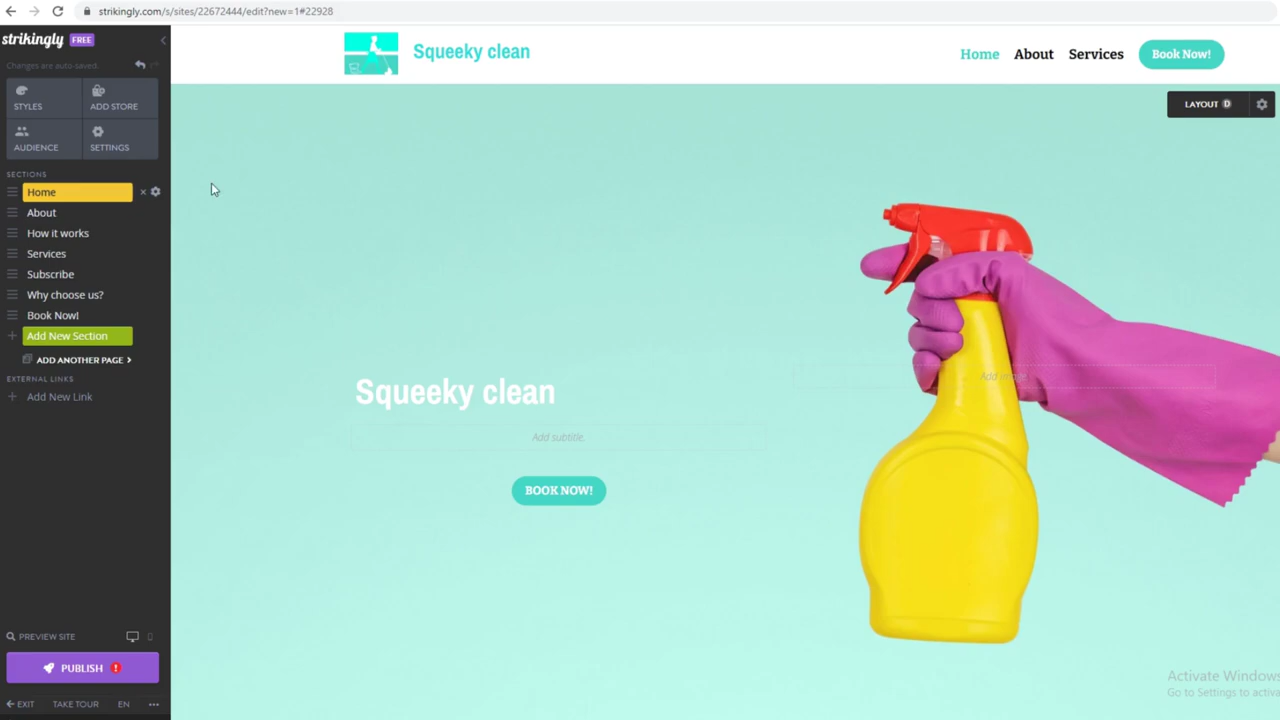 strikingly.com/s/sites/22672444/edit?new=1#22928
strikingly FREE
Changes are auto-saved.
STYLES
ADD STORE
AUDIENCE
SETTINGS
SECTIONS
Home
About
How it works
Services
Subscribe
Why choose us?
Book Now!
Add New Section
ADD ANOTHER PAGE
EXTERNAL LINKS
Add New Link
PREVIEW SITE
PUBLISH
EXIT TAKE TOUR EN
Squeeky clean
Home About Services Book Now!
LAYOUT D
Squeeky clean
Add subtitle.
BOOK NOW!
Activate Windows
Go to Settings to activa